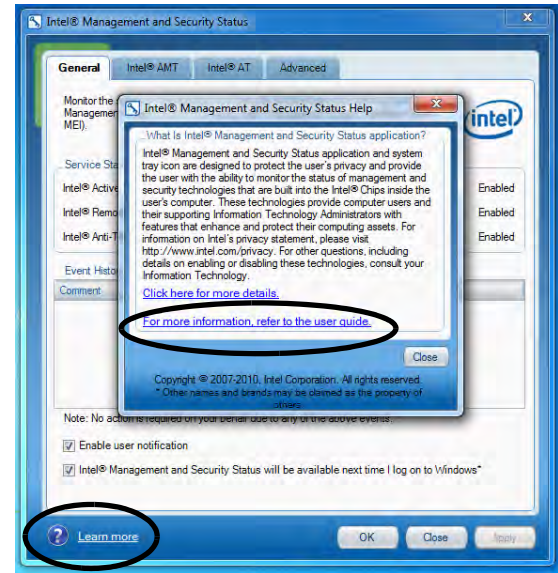 Intel® Management and Security Status
General Intel® AMT Intel® AT Advanced
Monitor the
Managemen
MEI).
intel
Service Sta
Intel® Active Enabled
Intel® Remo Enabled
Intel® Anti-T Enabled
Event Histo
Comment
Intel® Management and Security Status Help
What Is Intel® Management and Security Status application?
Intel® Management and Security Status application and system
tray icon are designed to protect the user's privacy and provide
the user with the ability to monitor the status of management and
security technologies that are built into the Intel® Chips inside the
user's computer. These technologies provide computer users and
their supporting Information Technology Administrators with
features that enhance and protect their computing assets. For
information on Intel's privacy statement, please visit
http://www.intel.com/privacy. For other questions, including
details on enabling or disabling these technologies, consult your
Information Technology.
Click here for more details.
For more information, refer to the user guide.
Close
Copyright © 2007-2010, Intel Corporation. All rights reserved.
* Other names and brands may be claimed as the property of
others.
Note: No action is required on your behalf due to any of the above events.
Enable user notification
Intel® Management and Security Status will be available next time I log on to Windows*
? Learn more OK Close Apply